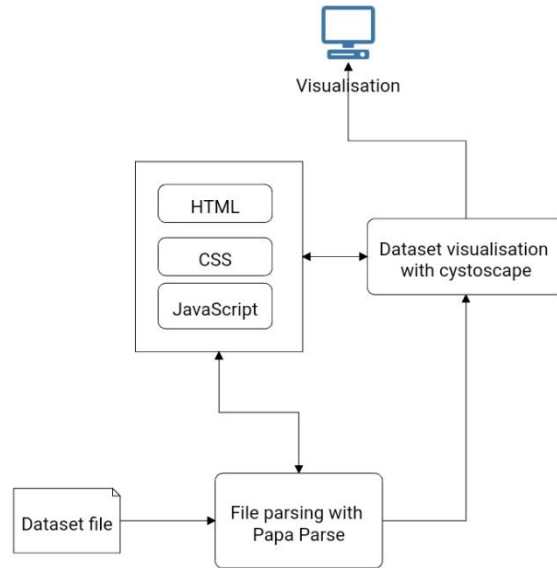 Visualisation
HTML
CSS
JavaScript
Dataset visualisation
with cystoscape
Dataset file
File parsing with
Papa Parse